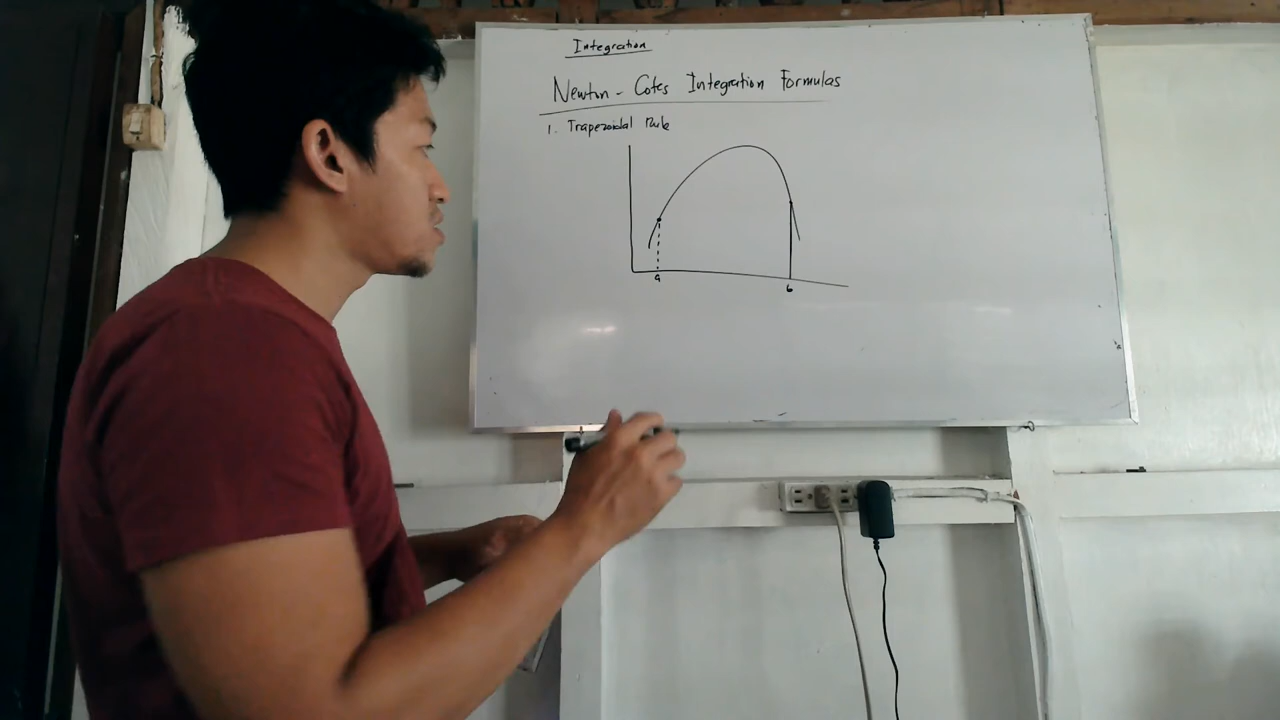 Integration
Newton - Cotes Integration Formulas
1. Trapezoidal Rule
a
b